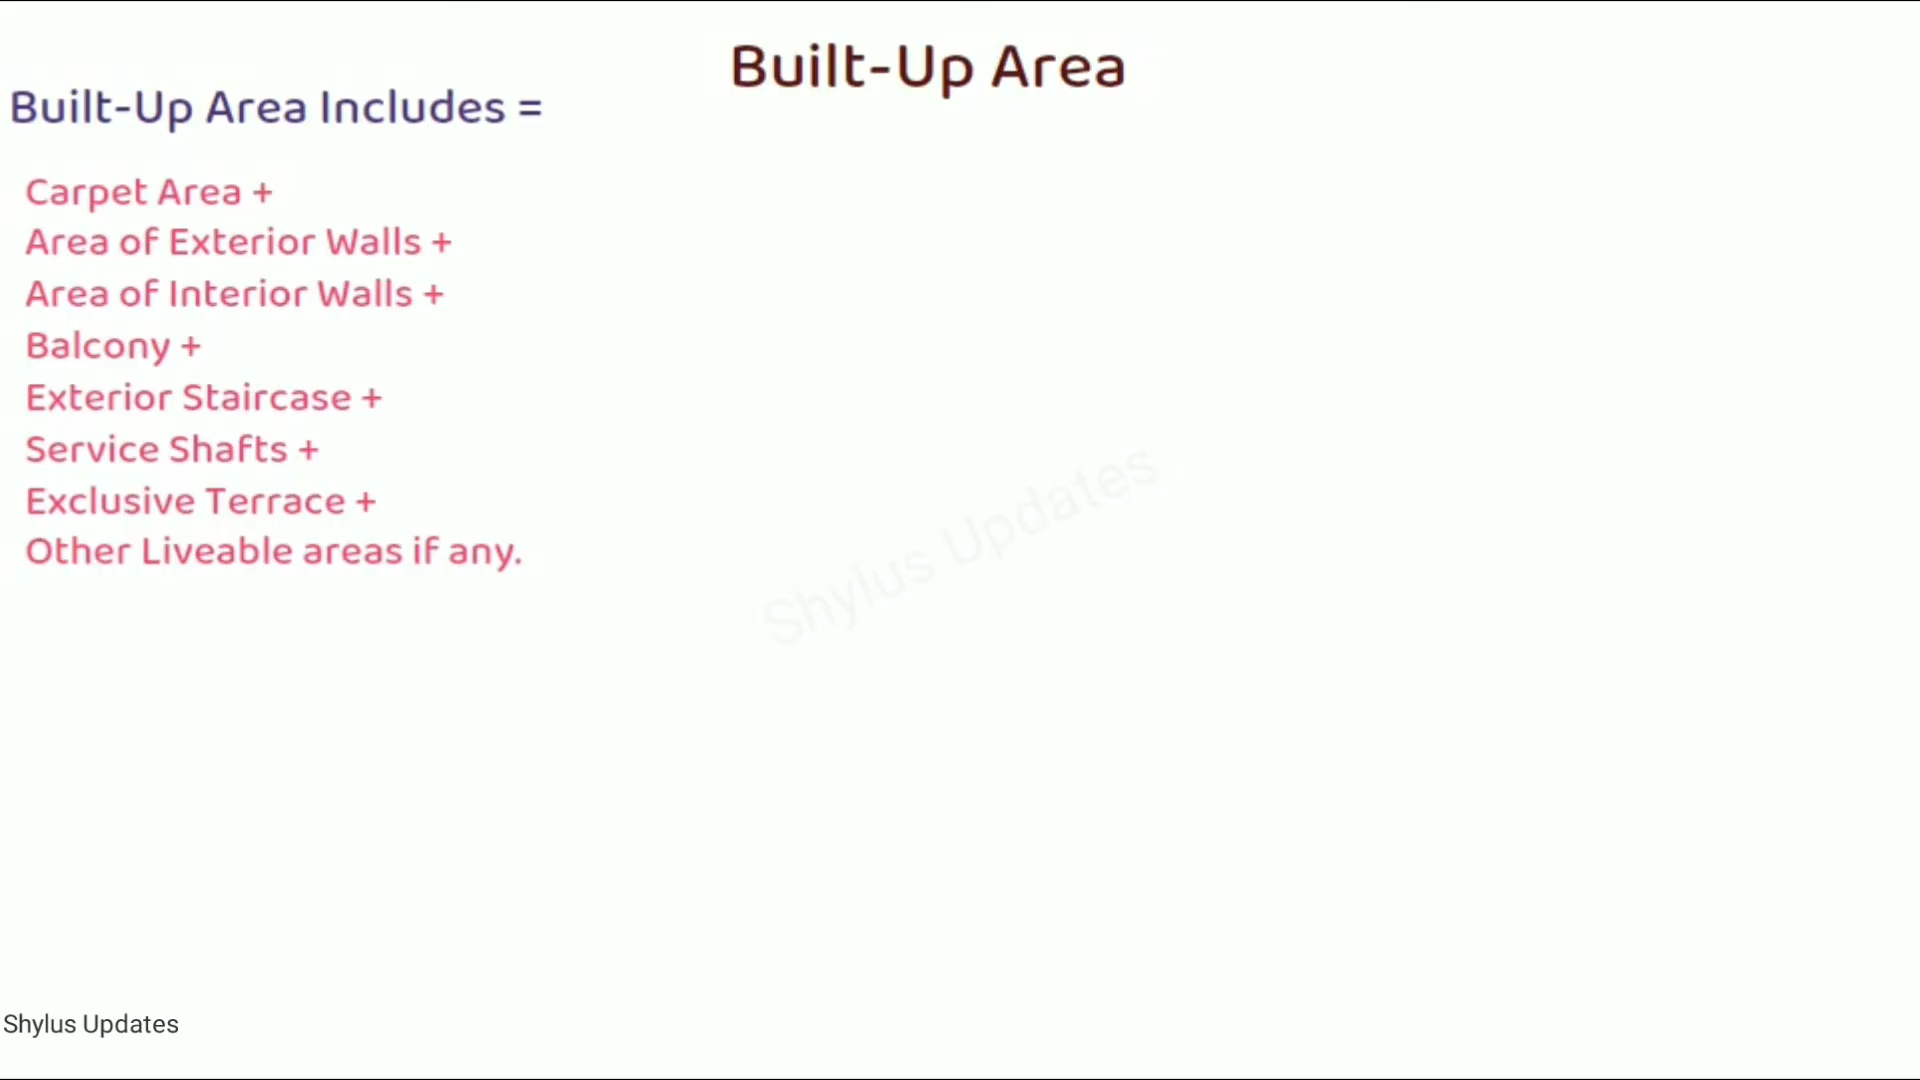 Built-Up Area
Built-Up Area Includes =
Carpet Area +
Area of Exterior Walls +
Area of Interior Walls +
Balcony +
Exterior Staircase +
Service Shafts +
Exclusive Terrace +
Other Liveable areas if any.
Shylus Updates
Shylus Updates